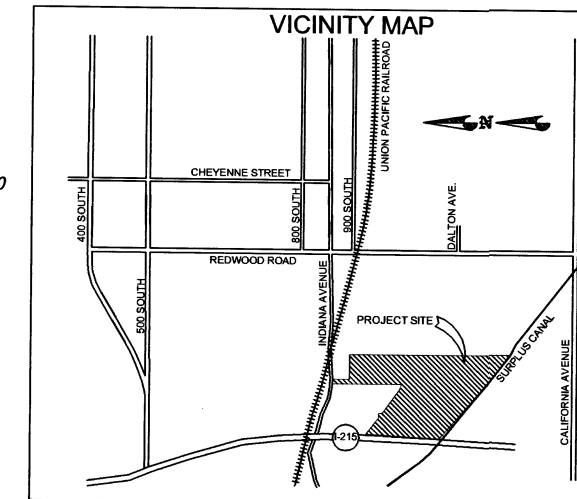 VICINITY MAP
UNION PACIFIC RAILROAD
N
CHEYENNE STREET
400 SOUTH
800 SOUTH
900 SOUTH
DALTON AVE.
REDWOOD ROAD
500 SOUTH
INDIANA AVENUE
PROJECT SITE
SURPLUS CANAL
CALIFORNIA AVENUE
I-215